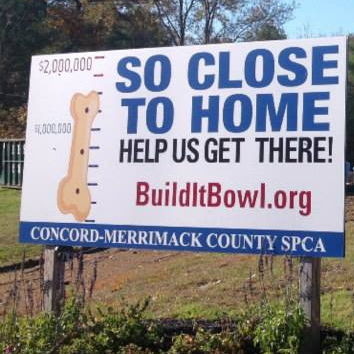 $2,000,000
$1,000,000
SO CLOSE
TO HOME
HELP US GET THERE!
BuildItBowl.org
CONCORD-MERRIMACK COUNTY SPCA